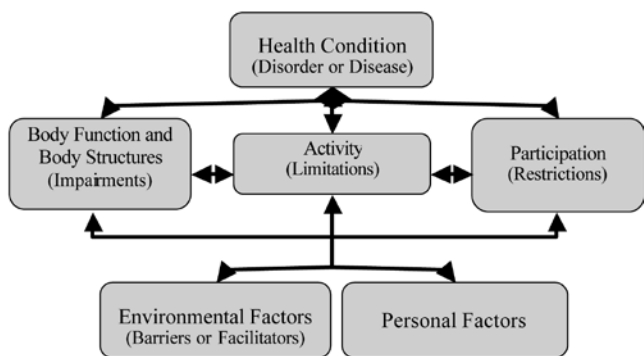 Health Condition
(Disorder or Disease)
Body Function and
Body Structures
(Impairments)
Activity
(Limitations)
Participation
(Restrictions)
Environmental Factors
(Barriers or Facilitators)
Personal Factors